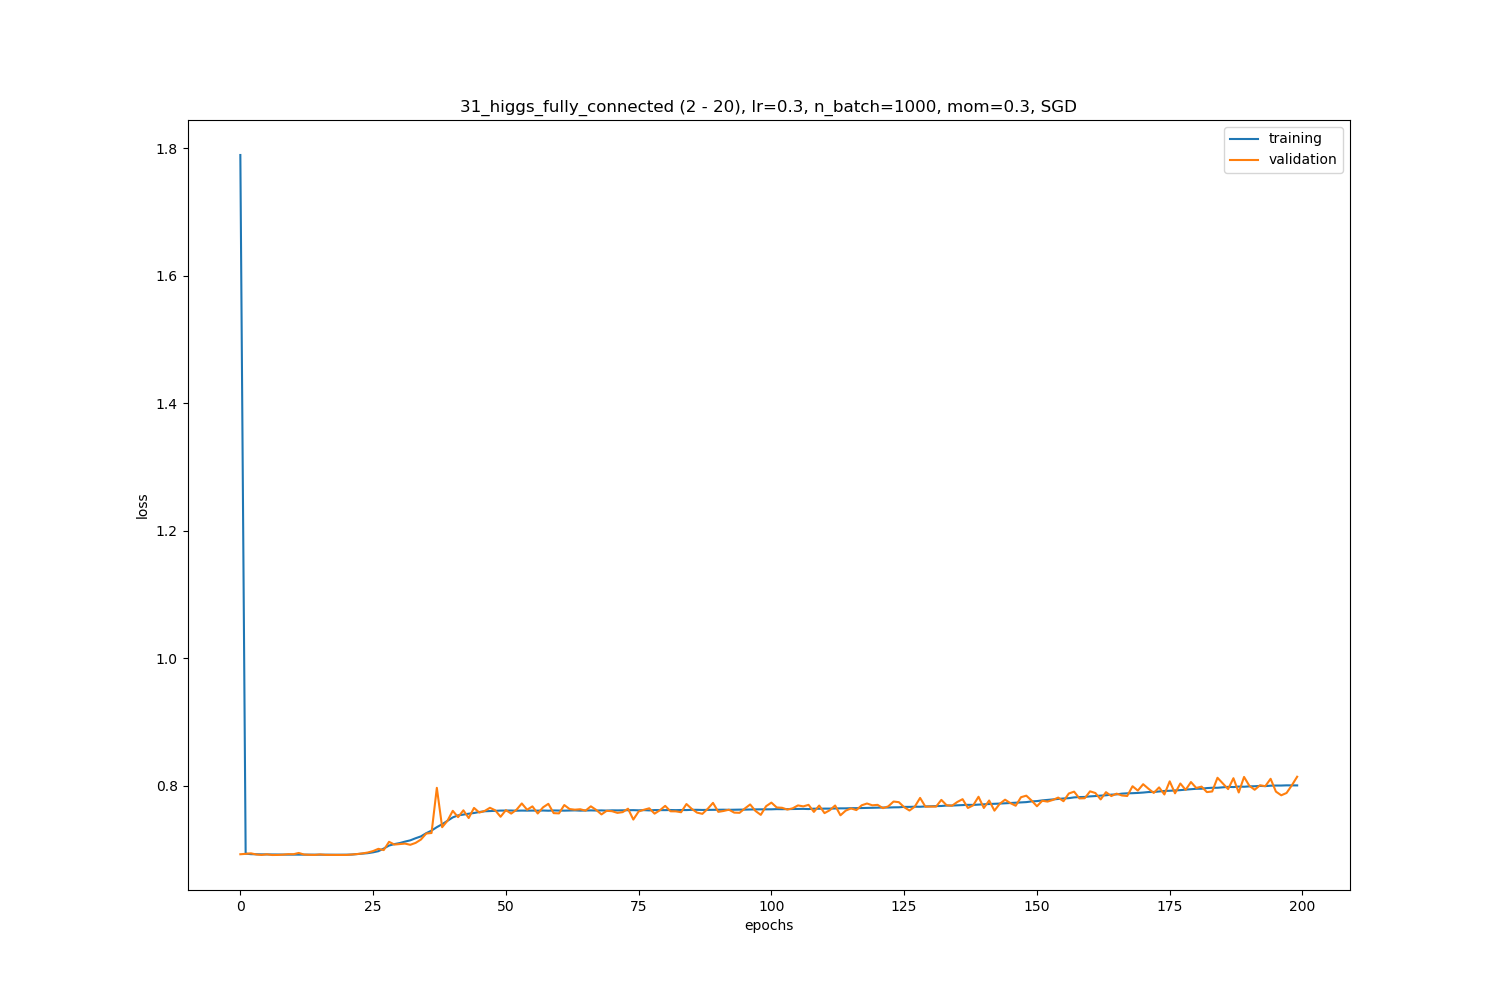 31_higgs_fully_connected (2 - 20), lr=0.3, n_batch=1000, mom=0.3, SGD
training
validation
1.8
1.6
1.4
1.2
1.0
0.8
loss
0 25 50 75 100 125 150 175 200
epochs